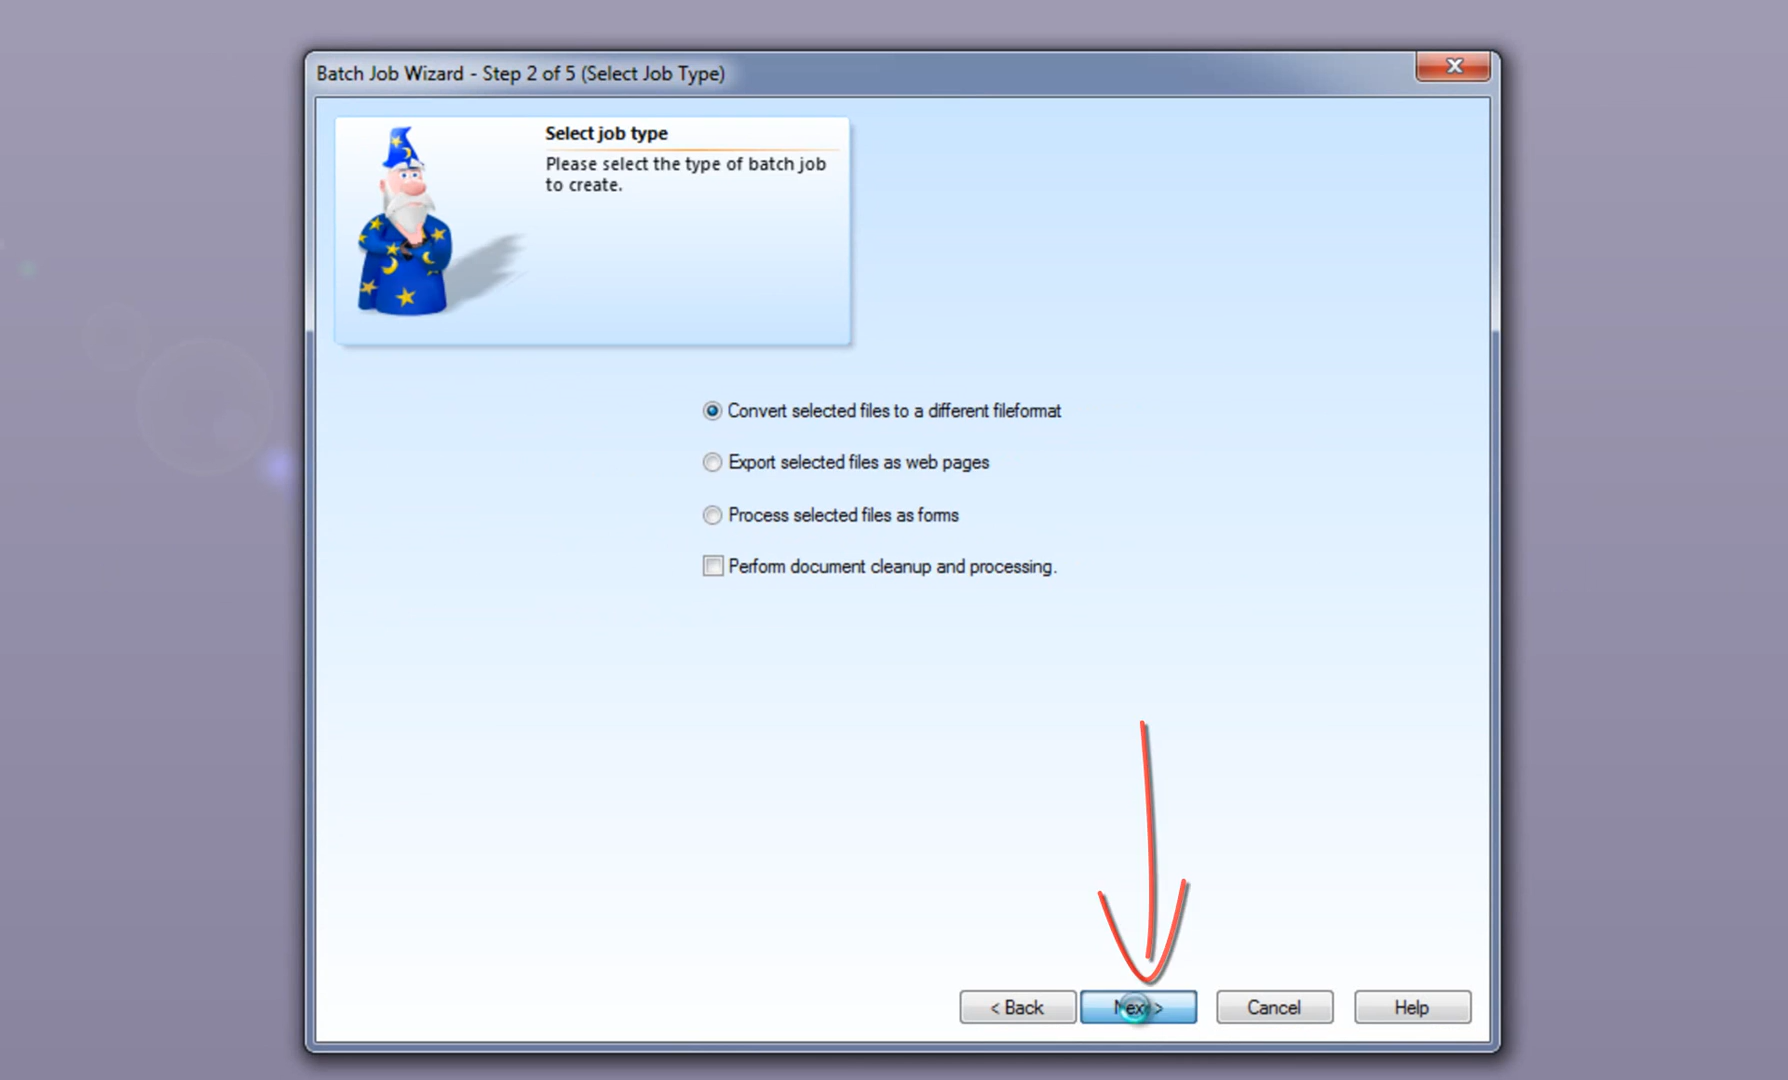 Batch Job Wizard - Step 2 of 5 (Select Job Type)
Select job type
Please select the type of batch job
to create.
Convert selected files to a different fileformat
Export selected files as web pages
Process selected files as forms
Perform document cleanup and processing.
< Back
Next >
Cancel
Help